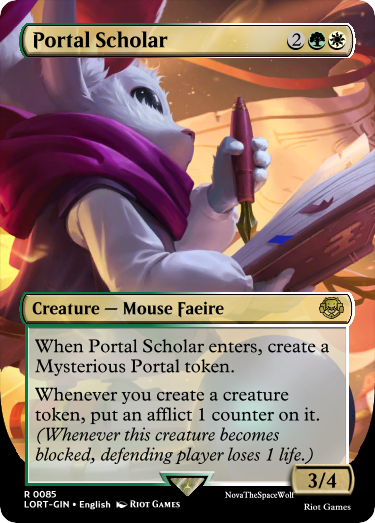 Portal Scholar 2
Creature — Mouse Faeire
When Portal Scholar enters, create a
Mysterious Portal token.
Whenever you create a creature
token, put an afflict 1 counter on it.
(Whenever this creature becomes
blocked, defending player loses 1 life.)
3/4
R 0085
LORT-GIN • English Riot Games
NovaTheSpaceWolf
Riot Games